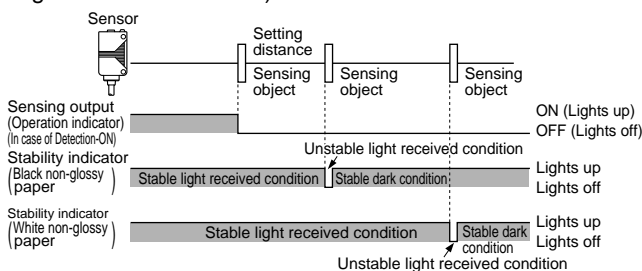 Sensor
Setting
distance
Sensing
object
Sensing
object
Sensing
object
Sensing output
(Operation indicator)
(In case of Detection-ON)
ON (Lights up)
OFF (Lights off)
Unstable light received condition
Stability indicator
(Black non-glossy
paper)
Stable light received condition
Stable dark condition
Lights up
Lights off
Stability indicator
(White non-glossy
paper)
Stable light received condition
Stable dark
condition
Lights up
Lights off
Unstable light received condition